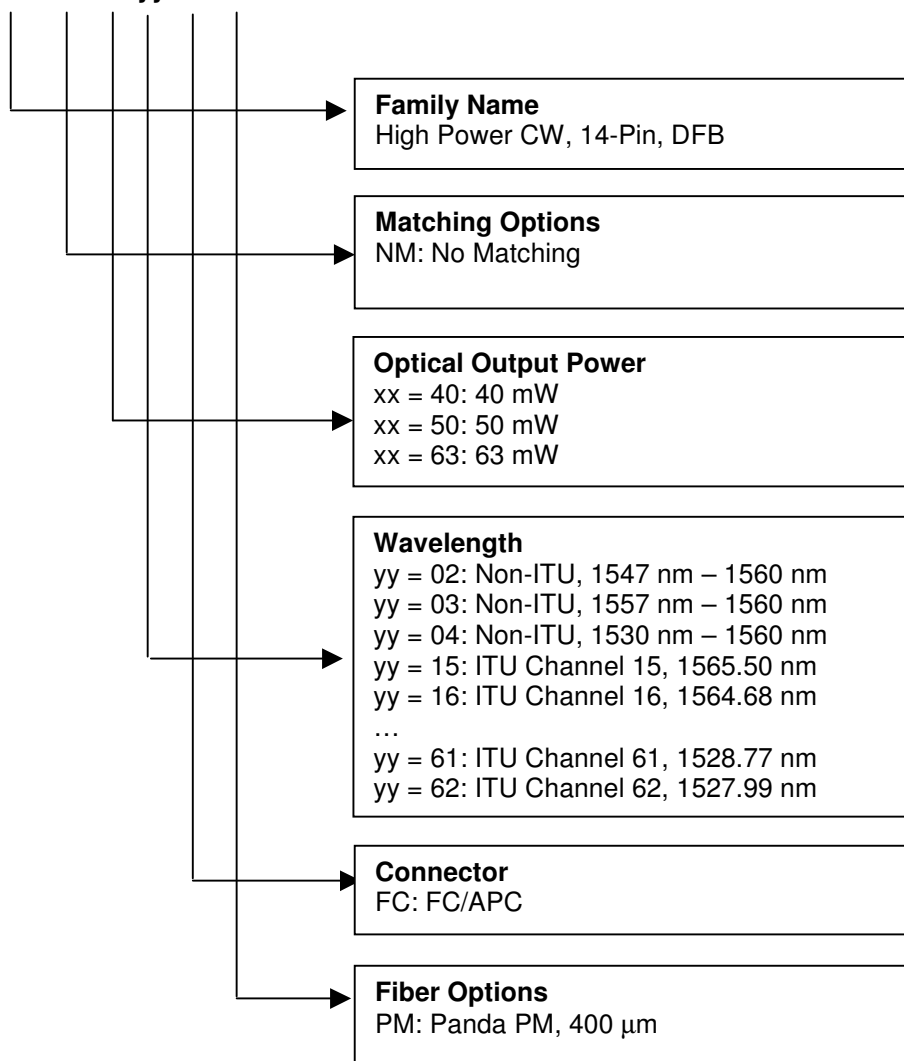 Family Name
High Power CW, 14-Pin, DFB
Matching Options
NM: No Matching
Optical Output Power
xx = 40: 40 mW
xx = 50: 50 mW
xx = 63: 63 mW
Wavelength
yy = 02: Non-ITU, 1547 nm – 1560 nm
yy = 03: Non-ITU, 1557 nm – 1560 nm
yy = 04: Non-ITU, 1530 nm – 1560 nm
yy = 15: ITU Channel 15, 1565.50 nm
yy = 16: ITU Channel 16, 1564.68 nm
…
yy = 61: ITU Channel 61, 1528.77 nm
yy = 62: ITU Channel 62, 1527.99 nm
Connector
FC: FC/APC
Fiber Options
PM: Panda PM, 400 μm